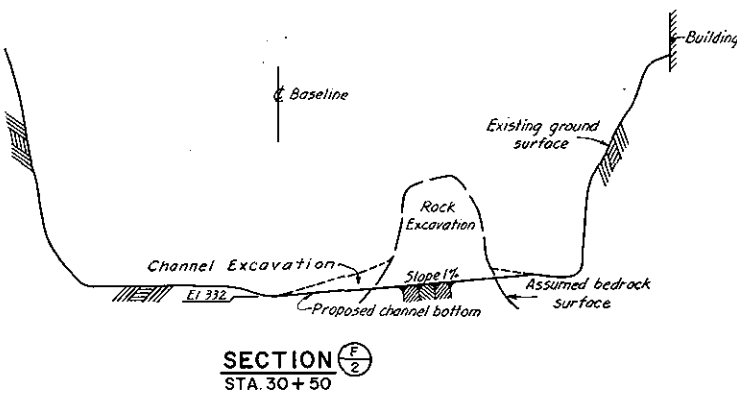 Building
℄ Baseline
Existing ground
surface
Rock
Excavation
Channel Excavation
Slope 1%
El 332
Proposed channel bottom
Assumed bedrock
surface
SECTION F
2
STA. 30+50